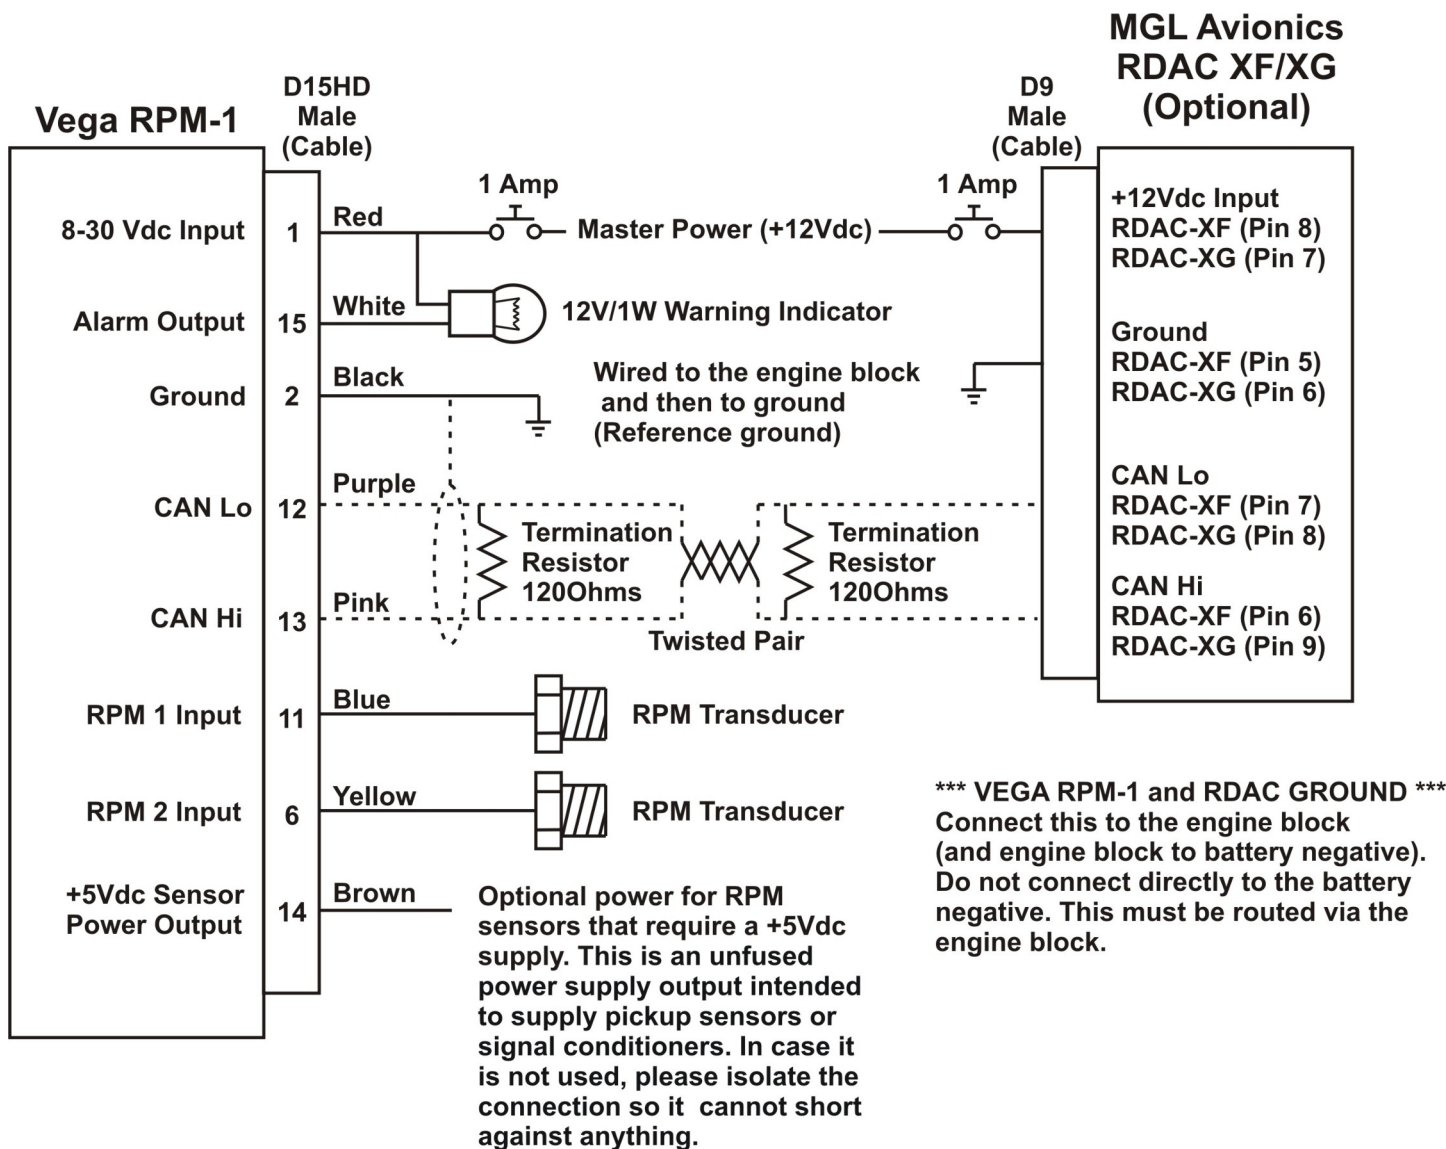 MGL Avionics
RDAC XF/XG
(Optional)
D15HD
Male
(Cable)
D9
Male
(Cable)
Vega RPM-1
1 Amp
1 Amp
8-30 Vdc Input
1
Red
Master Power (+12Vdc)
+12Vdc Input
RDAC-XF (Pin 8)
RDAC-XG (Pin 7)
Alarm Output
15
White
12V/1W Warning Indicator
Ground
2
Black
Wired to the engine block
and then to ground
(Reference ground)
Ground
RDAC-XF (Pin 5)
RDAC-XG (Pin 6)
CAN Lo
12
Purple
Termination
Resistor
120Ohms
Termination
Resistor
120Ohms
CAN Lo
RDAC-XF (Pin 7)
RDAC-XG (Pin 8)
CAN Hi
13
Pink
Twisted Pair
CAN Hi
RDAC-XF (Pin 6)
RDAC-XG (Pin 9)
RPM 1 Input
11
Blue
RPM Transducer
RPM 2 Input
6
Yellow
RPM Transducer
+5Vdc Sensor
Power Output
14
Brown
Optional power for RPM
sensors that require a +5Vdc
supply. This is an unfused
power supply output intended
to supply pickup sensors or
signal conditioners. In case it
is not used, please isolate the
connection so it cannot short
against anything.
*** VEGA RPM-1 and RDAC GROUND ***
Connect this to the engine block
(and engine block to battery negative).
Do not connect directly to the battery
negative. This must be routed via the
engine block.